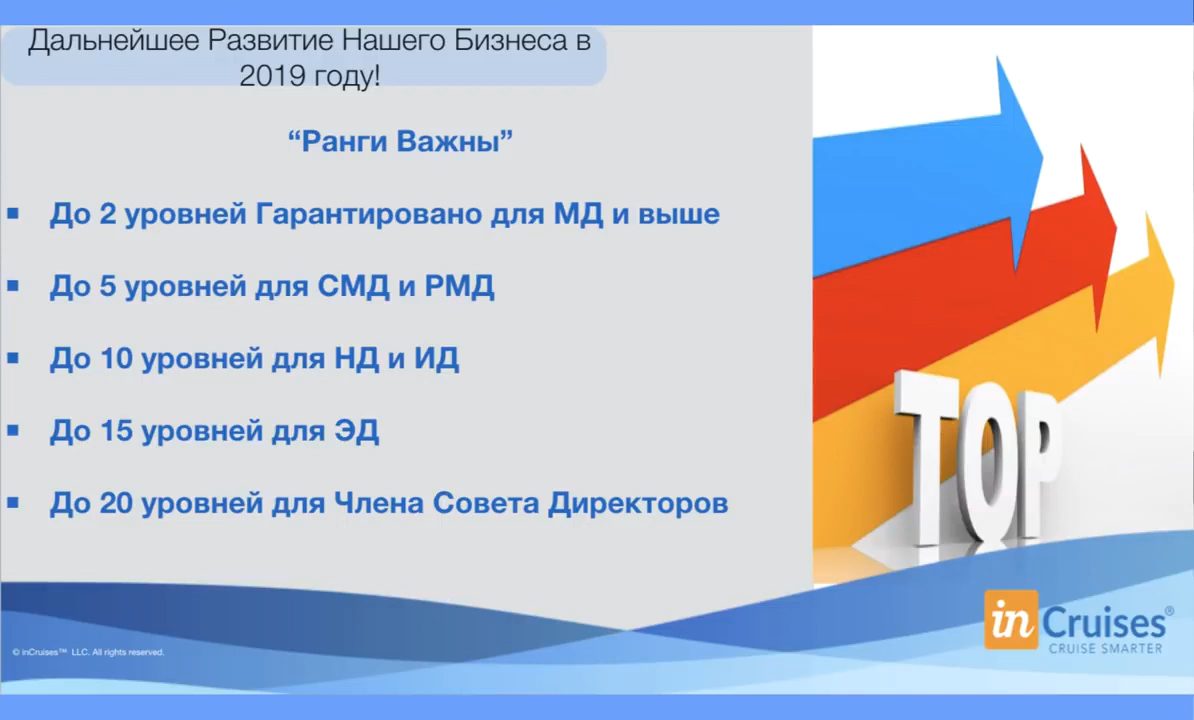 Дальнейшее Развитие Нашего Бизнеса в
2019 году!
“Ранги Важны”
▪ До 2 уровней Гарантировано для МД и выше
▪ До 5 уровней для СМД и РМД
▪ До 10 уровней для НД и ИД
▪ До 15 уровней для ЭД
▪ До 20 уровней для Члена Совета Директоров
TOP
in Cruises®
CRUISE SMARTER
© inCruises™ LLC. All rights reserved.